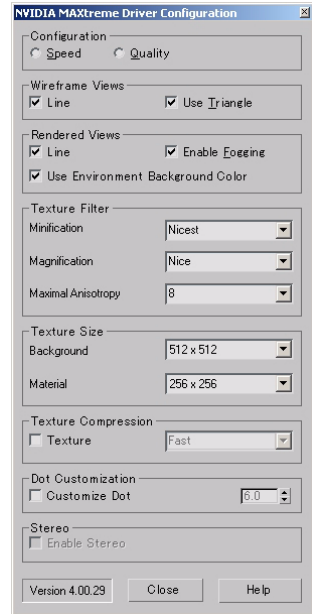 NVIDIA MAXtreme Driver Configuration
Configuration
Speed Quality
Wireframe Views
Line Use Triangle
Rendered Views
Line Enable Fogging
Use Environment Background Color
Texture Filter
Minification Nicest
Magnification Nice
Maximal Anisotropy 8
Texture Size
Background 512 x 512
Material 256 x 256
Texture Compression
Texture Fast
Dot Customization
Customize Dot 6.0
Stereo
Enable Stereo
Version 4.00.29 Close Help